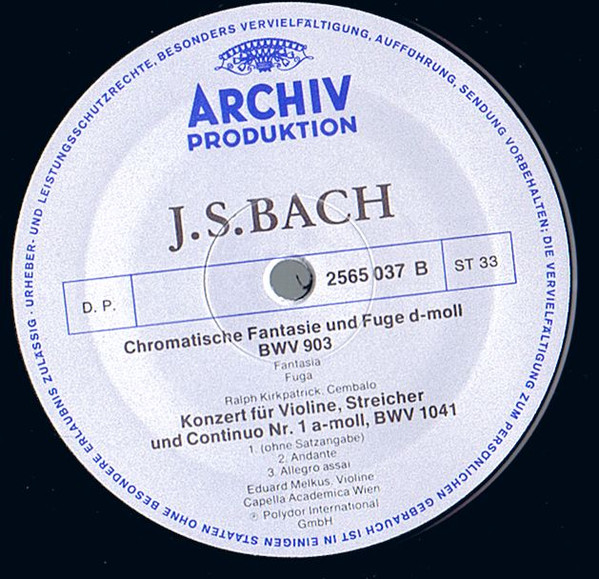 ARCHIV
PRODUKTION
J.S.BACH
D. P.
2565 037 B
ST 33
Chromatische Fantasie und Fuge d-moll
BWV 903
Fantasia
Fuga
Ralph Kirkpatrick, Cembalo
Konzert für Violine, Streicher
und Continuo Nr. 1 a-moll, BWV 1041
1. (ohne Satzangabe)
2. Andante
3. Allegro assai
Eduard Melkus, Violine
Capella Academica Wien
℗ Polydor International
GmbH
URHEBER- UND LEISTUNGSSCHUTZRECHTE, BESONDERS VERVIELFÄLTIGUNG, AUFFÜHRUNG, SENDUNG VORBEHALTEN; DIE VERVIELFÄLTIGUNG ZUM PERSÖNLICHEN GEBRAUCH IST IN EINIGEN STAATEN OHNE BESONDERE ERLAUBNIS ZULÄSSIG ·